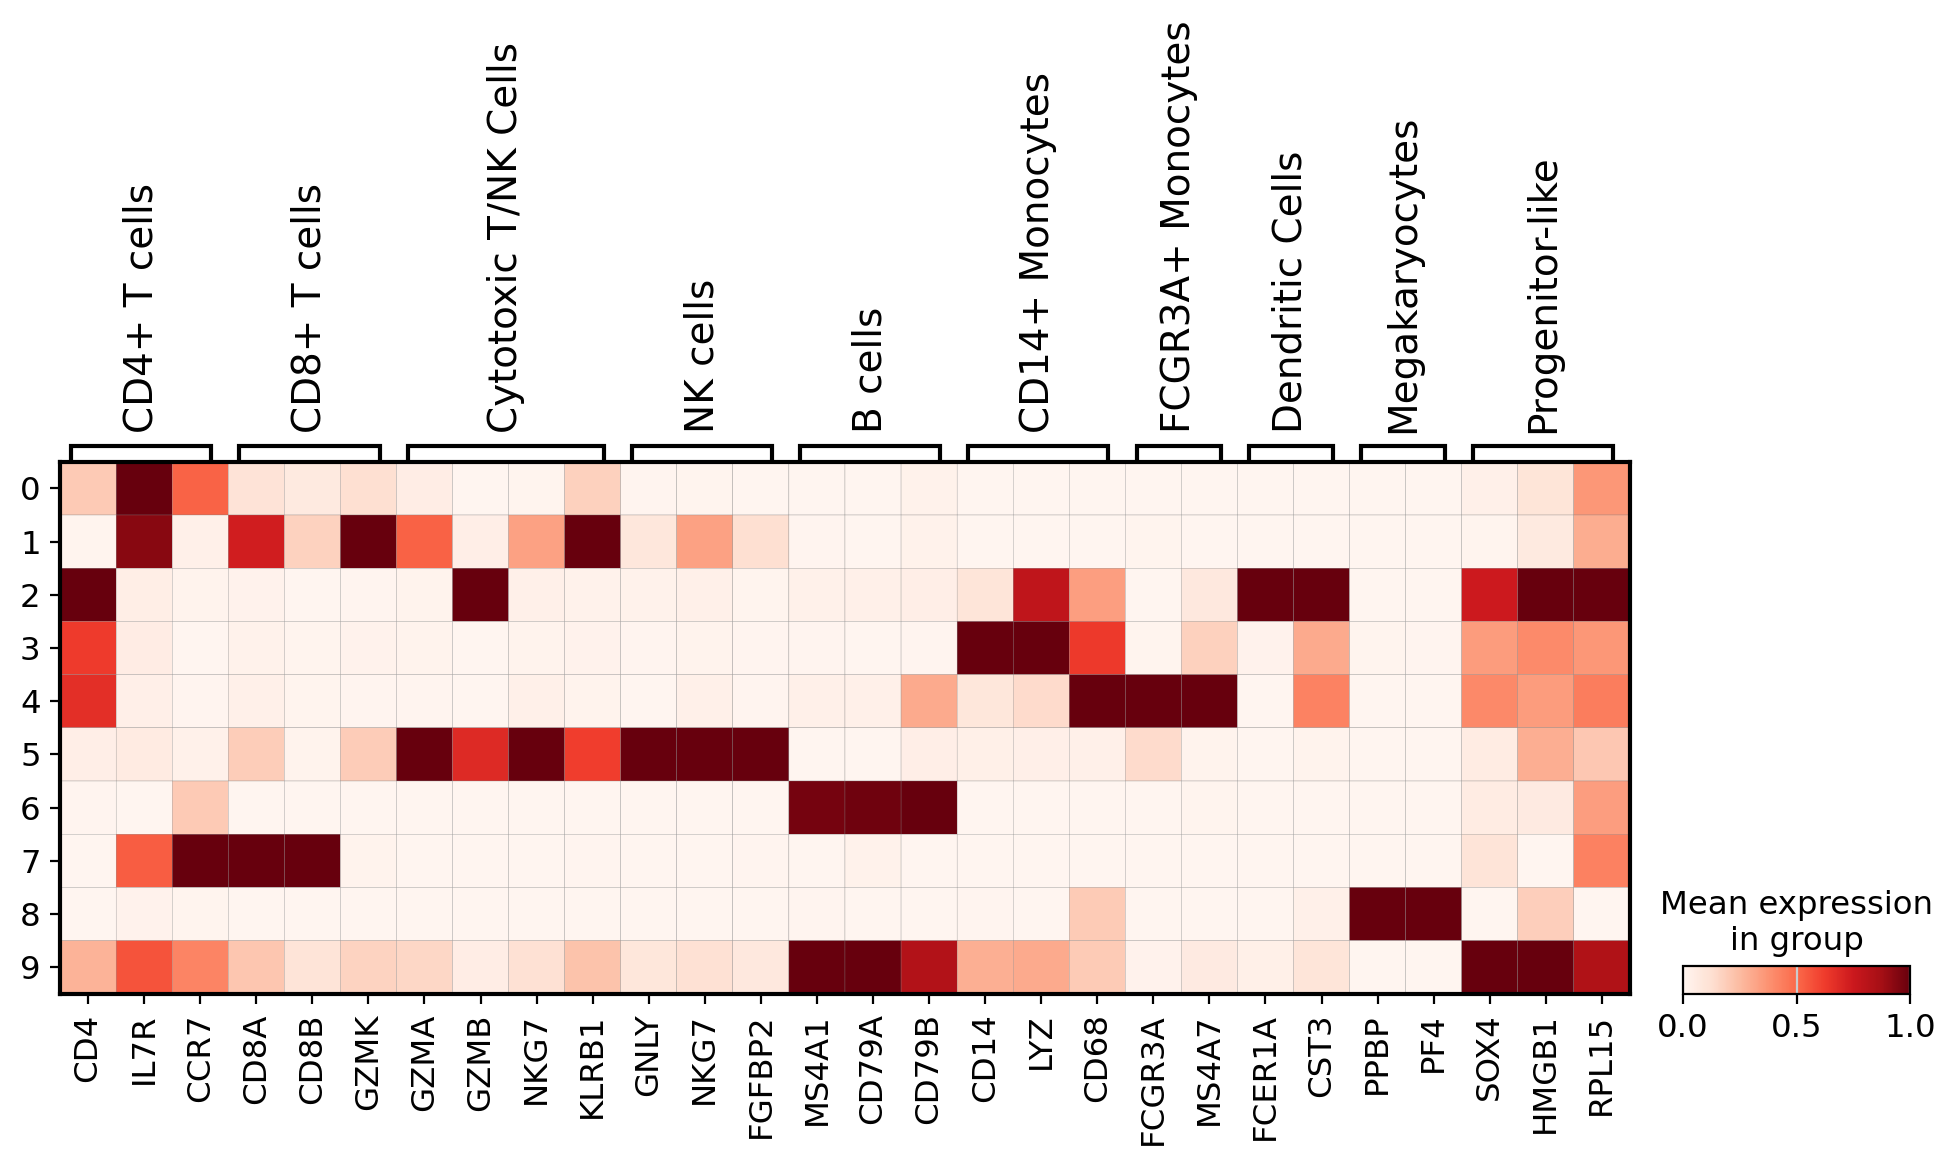 CD4+ T cells
CD8+ T cells
Cytotoxic T/NK Cells
NK cells
B cells
CD14+ Monocytes
FCGR3A+ Monocytes
Dendritic Cells
Megakaryocytes
Progenitor-like
0
1
2
3
4
5
6
7
8
9
CD4
IL7R
CCR7
CD8A
CD8B
GZMK
GZMA
GZMB
NKG7
KLRB1
GNLY
NKG7
FGFBP2
MS4A1
CD79A
CD79B
CD14
LYZ
CD68
FCGR3A
MS4A7
FCER1A
CST3
PPBP
PF4
SOX4
HMGB1
RPL15
Mean expression
in group
0.0 0.5 1.0